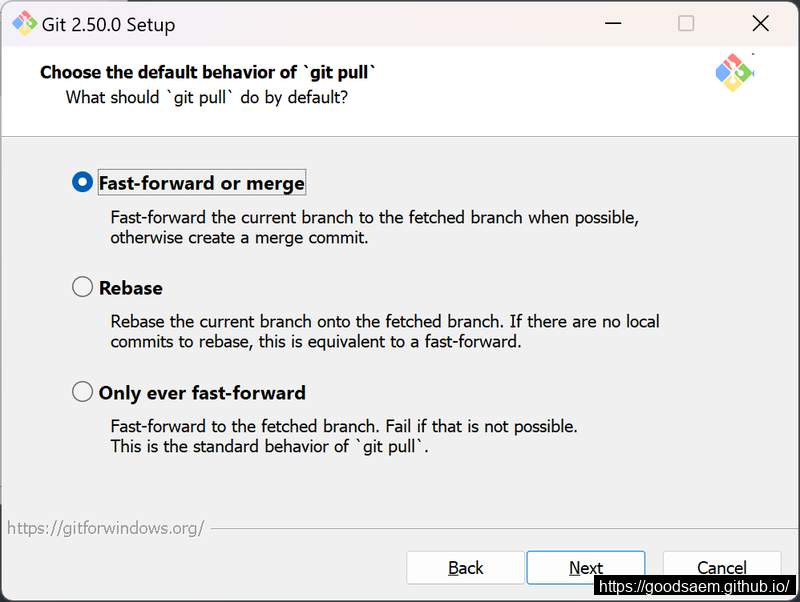 Git 2.50.0 Setup
Choose the default behavior of `git pull`
What should `git pull` do by default?
Fast-forward or merge
Fast-forward the current branch to the fetched branch when possible,
otherwise create a merge commit.
Rebase
Rebase the current branch onto the fetched branch. If there are no local
commits to rebase, this is equivalent to a fast-forward.
Only ever fast-forward
Fast-forward to the fetched branch. Fail if that is not possible.
This is the standard behavior of `git pull`.
https://gitforwindows.org/
Back Next Cancel
https://goodsaem.github.io/